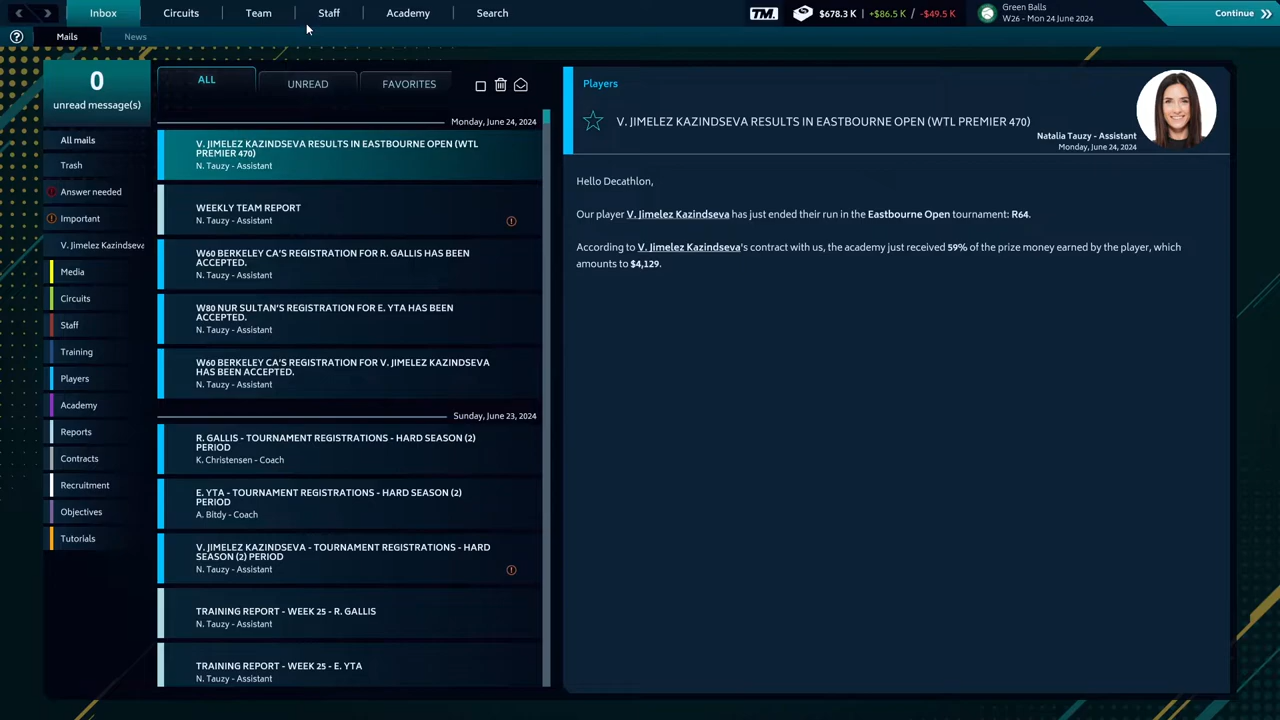 Inbox
Circuits
Team
Staff
Academy
Search
TM.
$678.3 K
+$86.5 K / -$49.5 K
Green Balls
W26 - Mon 24 June 2024
Continue
?
Mails
News
0
unread message(s)
All mails
Trash
Answer needed
Important
V. Jimelez Kazindseva
Media
Circuits
Staff
Training
Players
Academy
Reports
Contracts
Recruitment
Objectives
Tutorials
ALL
UNREAD
FAVORITES
Monday, June 24, 2024
V. JIMELEZ KAZINDSEVA RESULTS IN EASTBOURNE OPEN (WTL
PREMIER 470)
N. Tauzy - Assistant
WEEKLY TEAM REPORT
N. Tauzy - Assistant
W60 BERKELEY CA'S REGISTRATION FOR R. GALLIS HAS BEEN
ACCEPTED.
N. Tauzy - Assistant
W80 NUR SULTAN'S REGISTRATION FOR E. YTA HAS BEEN
ACCEPTED.
N. Tauzy - Assistant
W60 BERKELEY CA'S REGISTRATION FOR V. JIMELEZ KAZINDSEVA
HAS BEEN ACCEPTED.
N. Tauzy - Assistant
Sunday, June 23, 2024
R. GALLIS - TOURNAMENT REGISTRATIONS - HARD SEASON (2)
PERIOD
K. Christensen - Coach
E. YTA - TOURNAMENT REGISTRATIONS - HARD SEASON (2)
PERIOD
A. Bitdy - Coach
V. JIMELEZ KAZINDSEVA - TOURNAMENT REGISTRATIONS - HARD
SEASON (2) PERIOD
N. Tauzy - Assistant
TRAINING REPORT - WEEK 25 - R. GALLIS
N. Tauzy - Assistant
TRAINING REPORT - WEEK 25 - E. YTA
N. Tauzy - Assistant
Players
V. JIMELEZ KAZINDSEVA RESULTS IN EASTBOURNE OPEN (WTL PREMIER 470)
Natalia Tauzy - Assistant
Monday, June 24, 2024
Hello Decathlon,
Our player V. Jimelez Kazindseva has just ended their run in the Eastbourne Open tournament: R64.
According to V. Jimelez Kazindseva's contract with us, the academy just received 59% of the prize money earned by the player, which
amounts to $4,129.